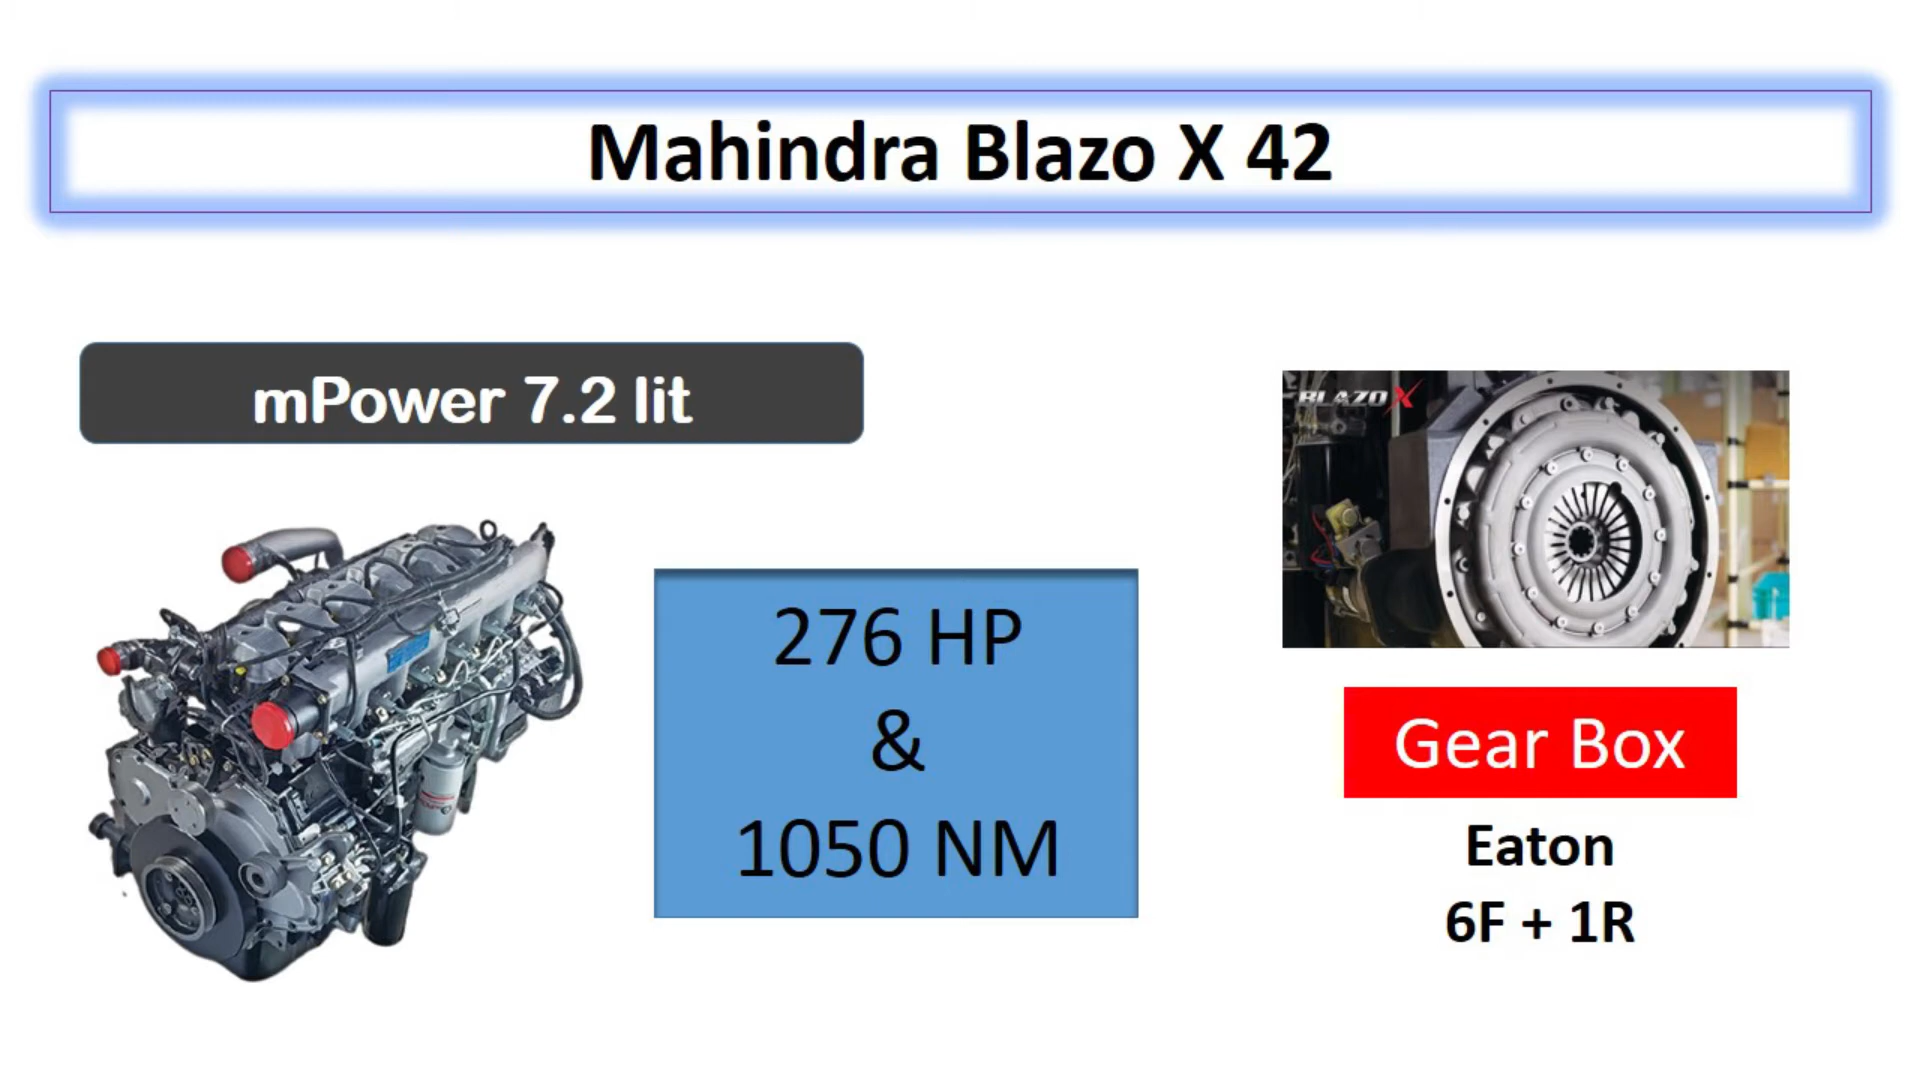 Mahindra Blazo X 42
mPower 7.2 lit
276 HP
&
1050 NM
BLAZO X
Gear Box
Eaton
6F + 1R